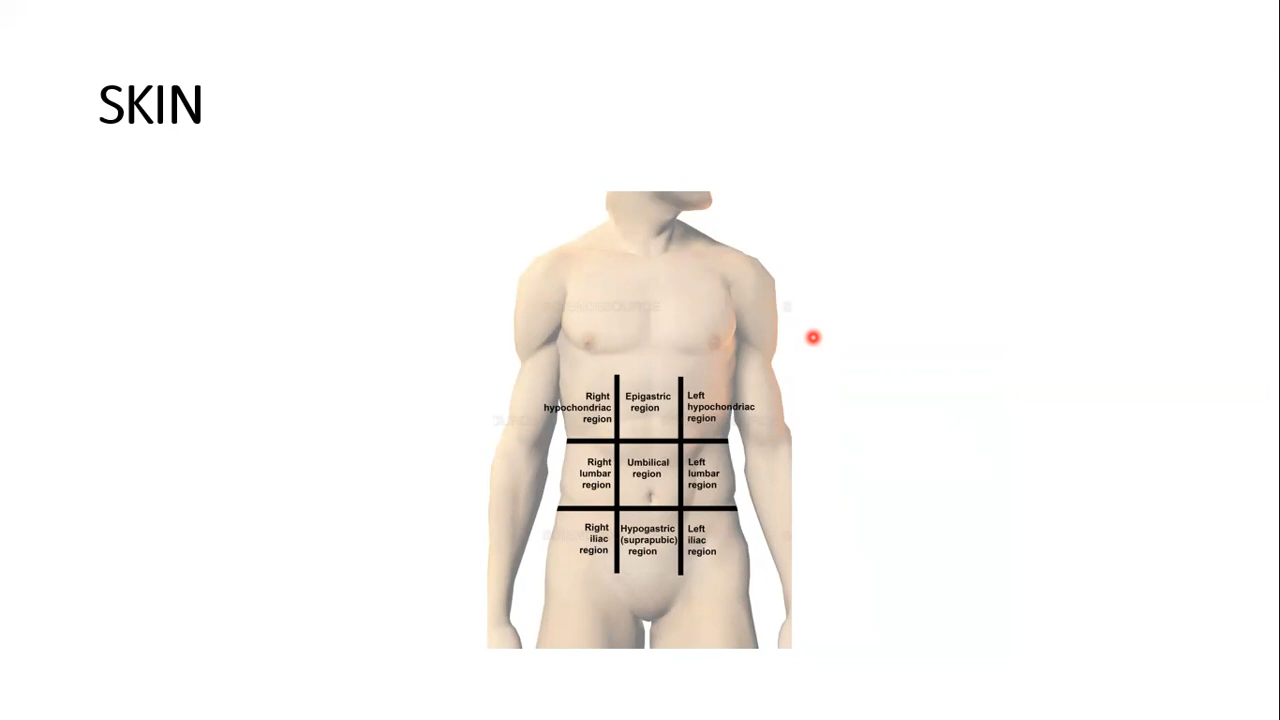 SKIN
SCIENCESOURCE
Right
hypochondriac
region
Epigastric
region
Left
hypochondriac
region
Right
lumbar
region
Umbilical
region
Left
lumbar
region
Right
iliac
region
Hypogastric
(suprapubic)
region
Left
iliac
region